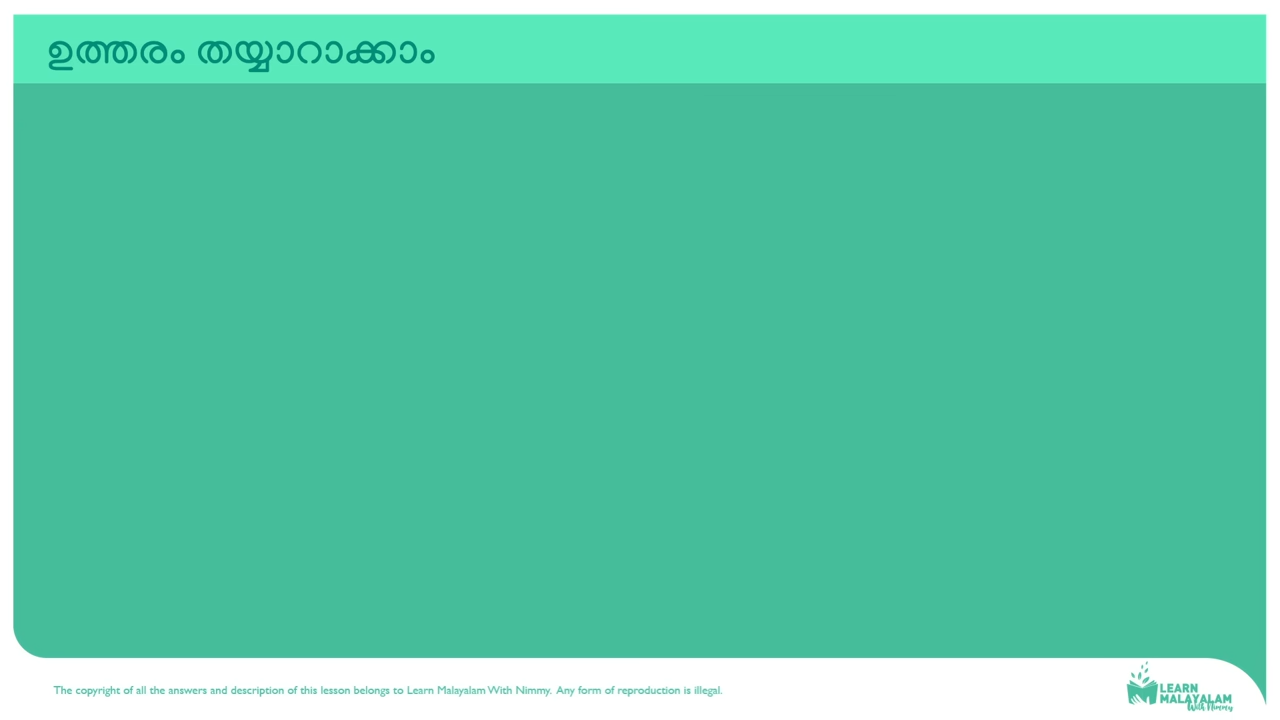 ഉത്തരം തയ്യാറാക്കാം
The copyright of all the answers and description of this lesson belongs to Learn Malayalam With Nimmy. Any form of reproduction is illegal.
LEARN
MALAYALAM
With Nimmy